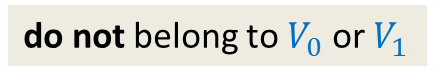 do not belong to V₀ or V₁